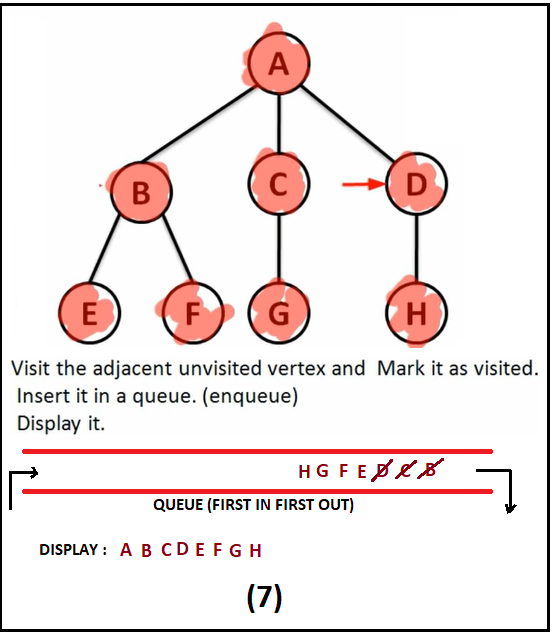 A
B C D
E F G H
Visit the adjacent unvisited vertex and Mark it as visited.
Insert it in a queue. (enqueue)
Display it.
H G F E D C B
QUEUE (FIRST IN FIRST OUT)
DISPLAY : A B C D E F G H
(7)